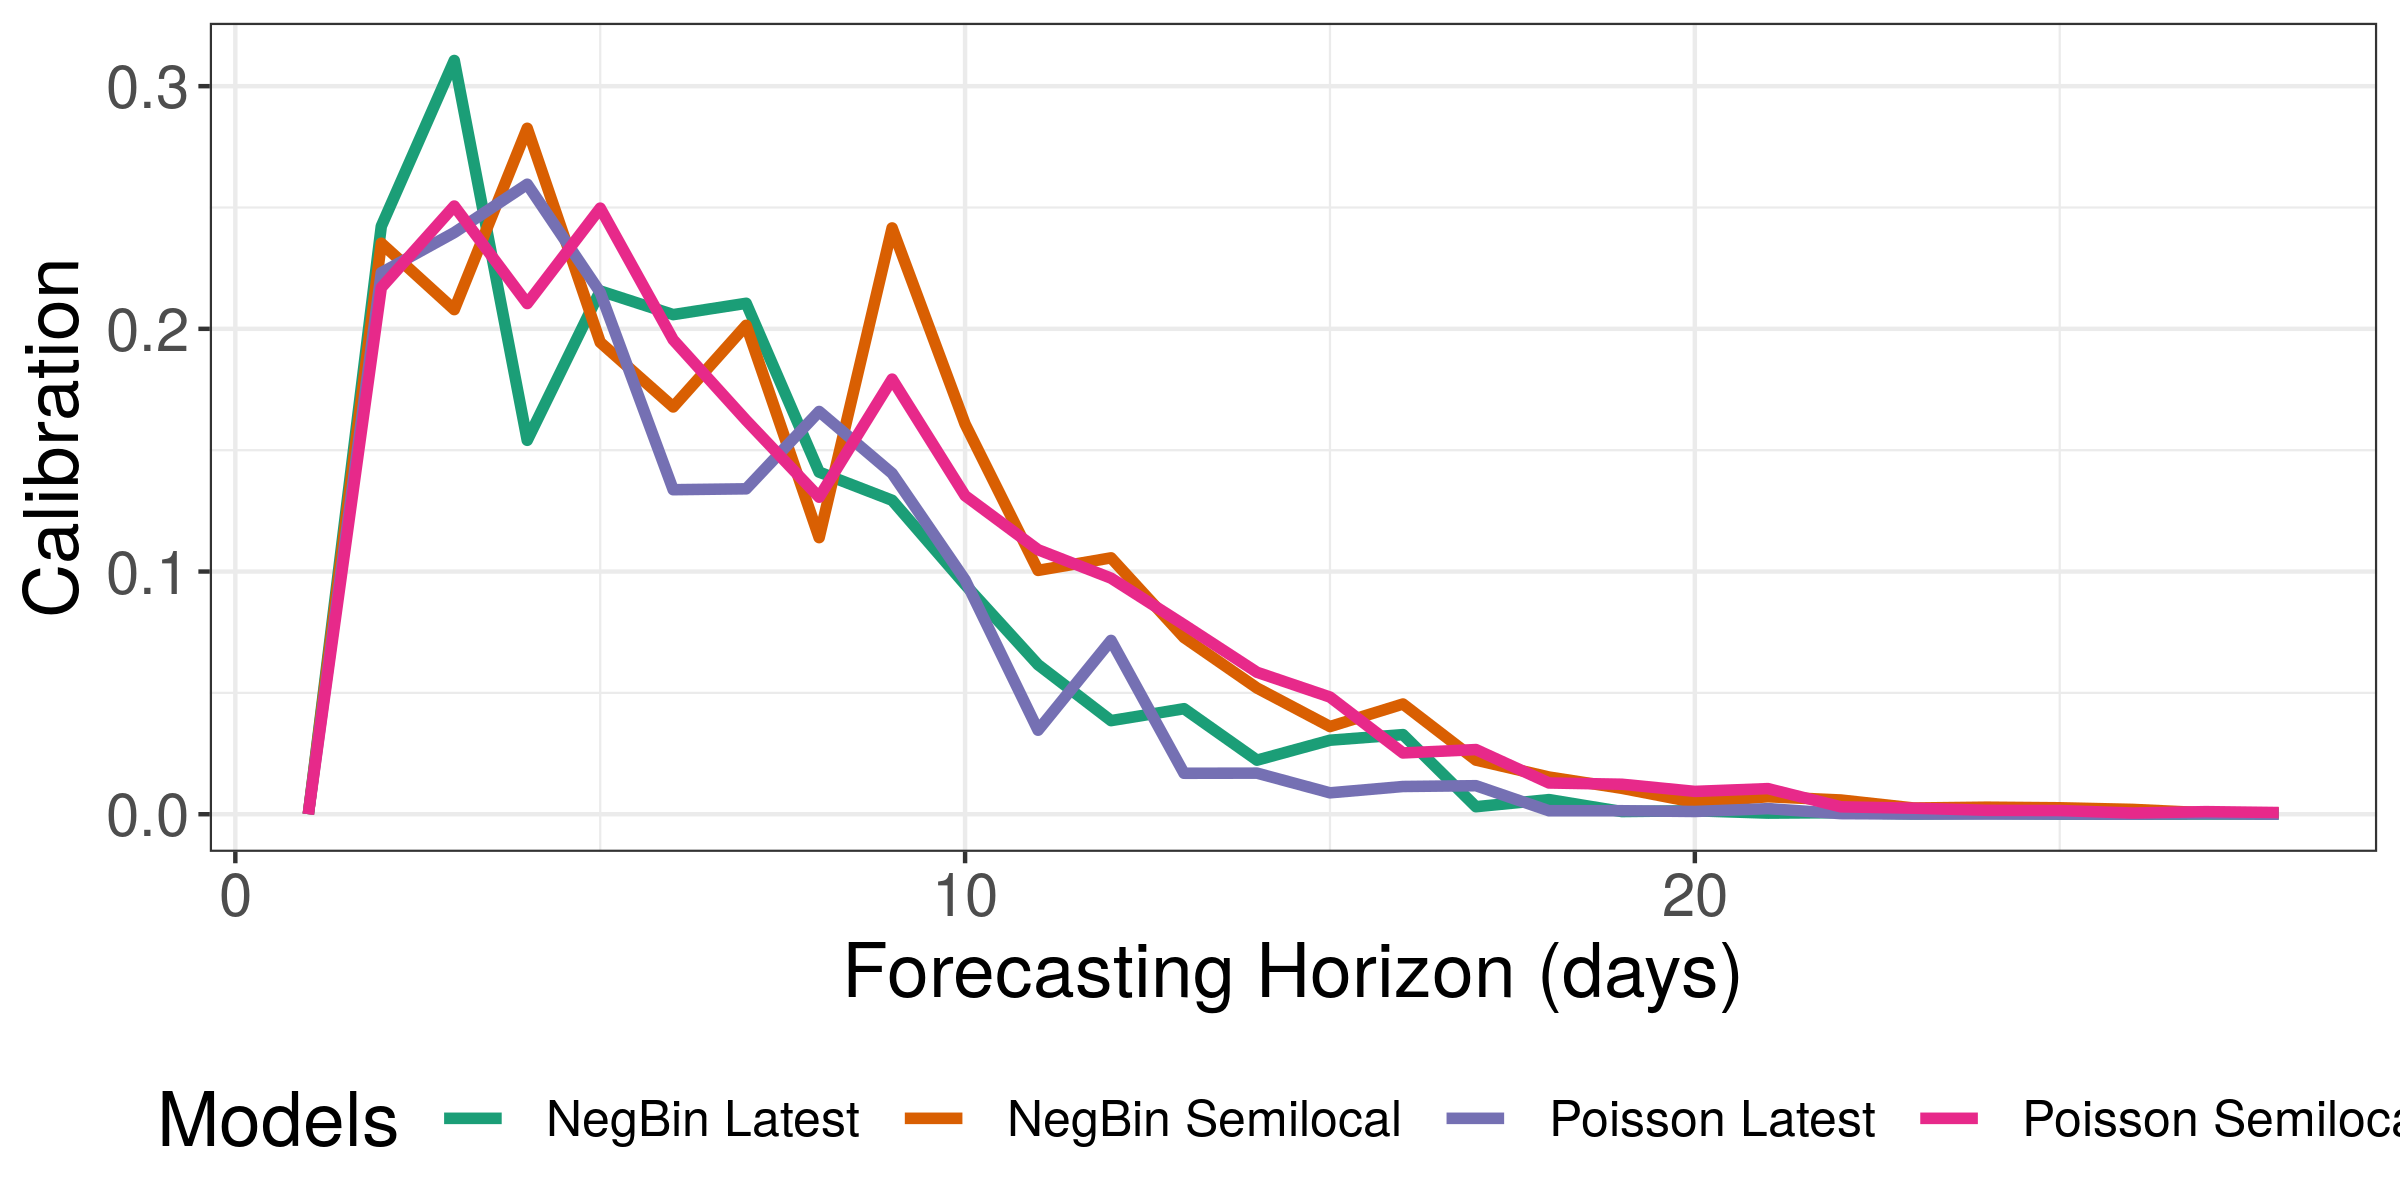 Calibration
0.3
0.2
0.1
0.0
0 10 20
Forecasting Horizon (days)
Models NegBin Latest NegBin Semilocal Poisson Latest Poisson